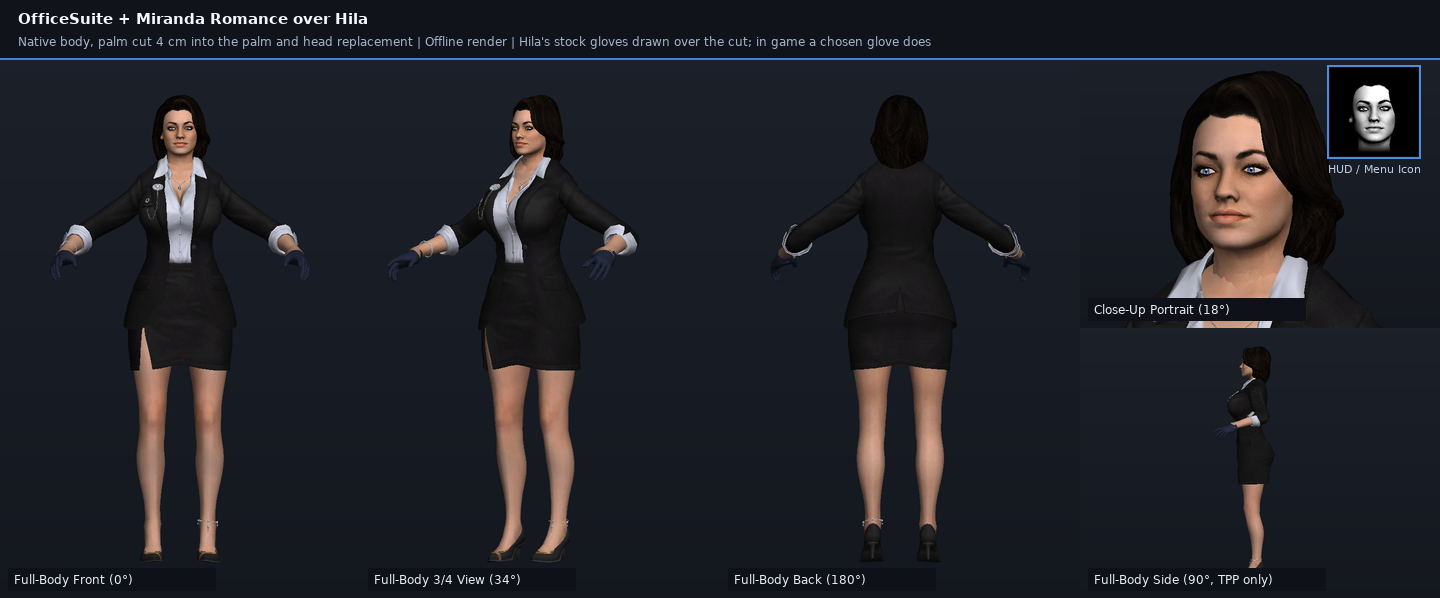 OfficeSuite + Miranda Romance over Hila
Native body, palm cut 4 cm into the palm and head replacement | Offline render | Hila's stock gloves drawn over the cut; in game a chosen glove does
HUD / Menu Icon
Close-Up Portrait (18°)
Full-Body Front (0°)
Full-Body 3/4 View (34°)
Full-Body Back (180°)
Full-Body Side (90°, TPP only)